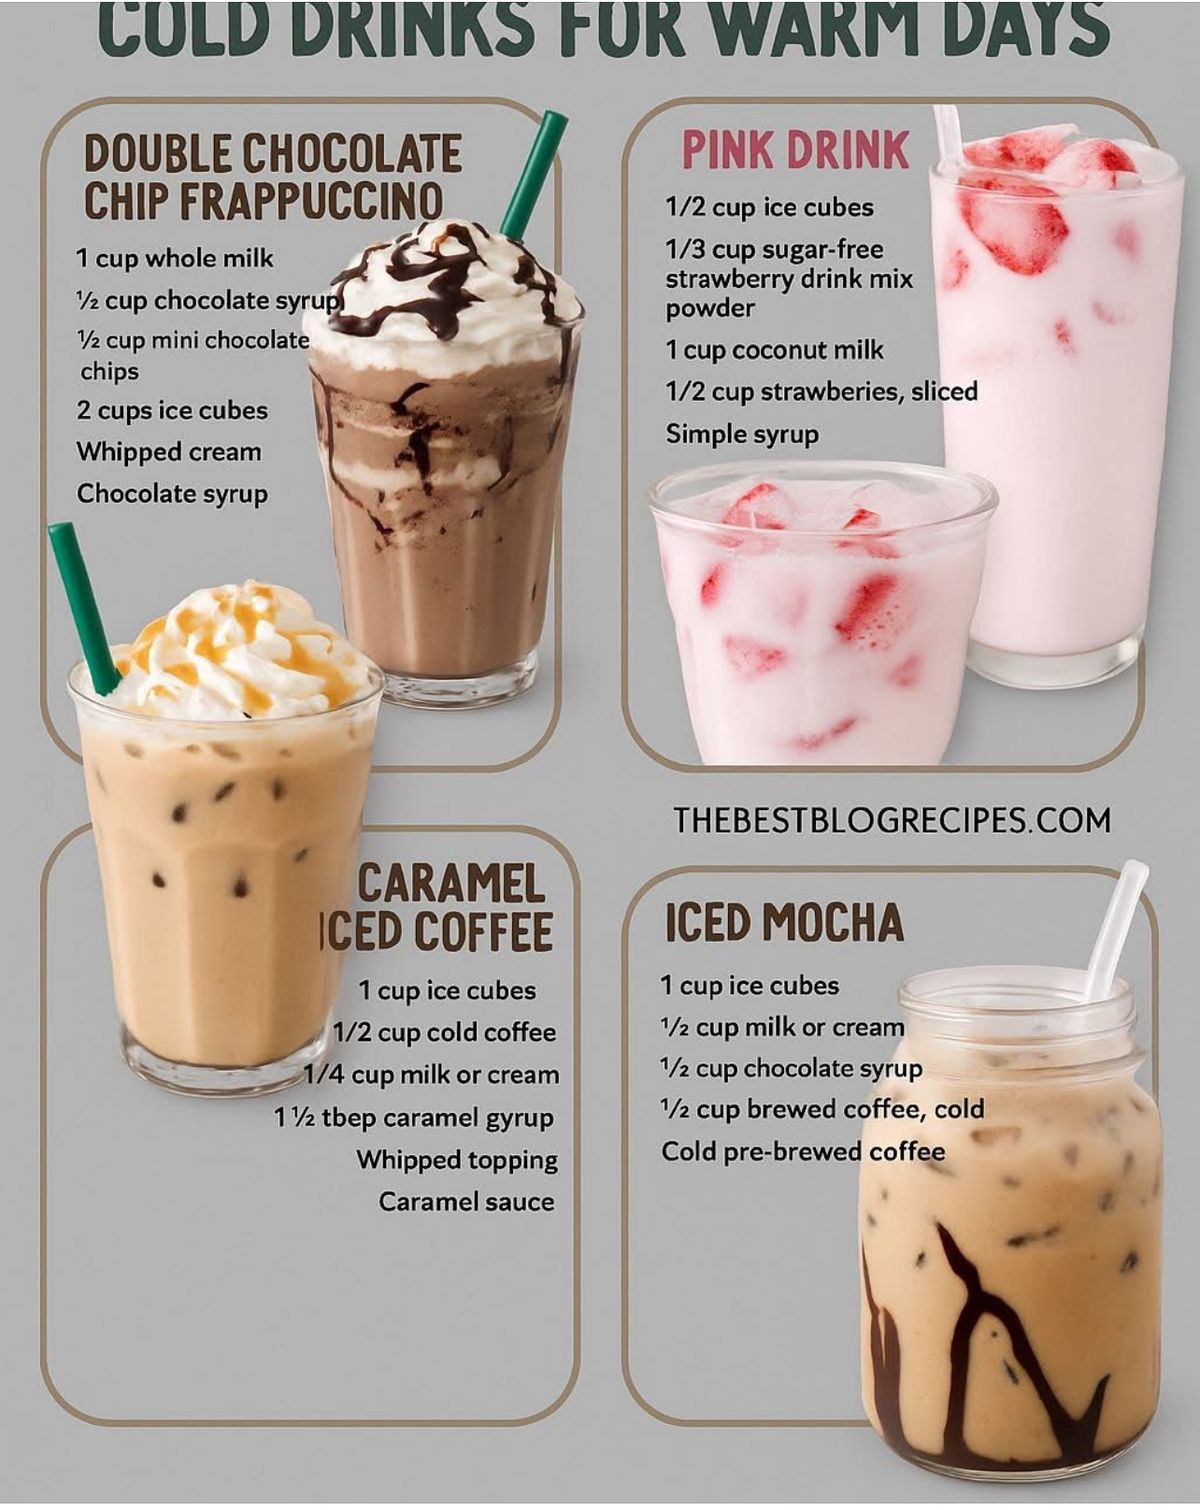 COLD DRINKS FOR WARM DAYS
DOUBLE CHOCOLATE
CHIP FRAPPUCCINO
1 cup whole milk
½ cup chocolate syrup
½ cup mini chocolate
chips
2 cups ice cubes
Whipped cream
Chocolate syrup
PINK DRINK
1/2 cup ice cubes
1/3 cup sugar-free
strawberry drink mix
powder
1 cup coconut milk
1/2 cup strawberries, sliced
Simple syrup
THEBESTBLOGRECIPES.COM
CARAMEL
ICED COFFEE
1 cup ice cubes
1/2 cup cold coffee
1/4 cup milk or cream
1 ½ tbep caramel gyrup
Whipped topping
Caramel sauce
ICED MOCHA
1 cup ice cubes
½ cup milk or cream
½ cup chocolate syrup
½ cup brewed coffee, cold
Cold pre-brewed coffee